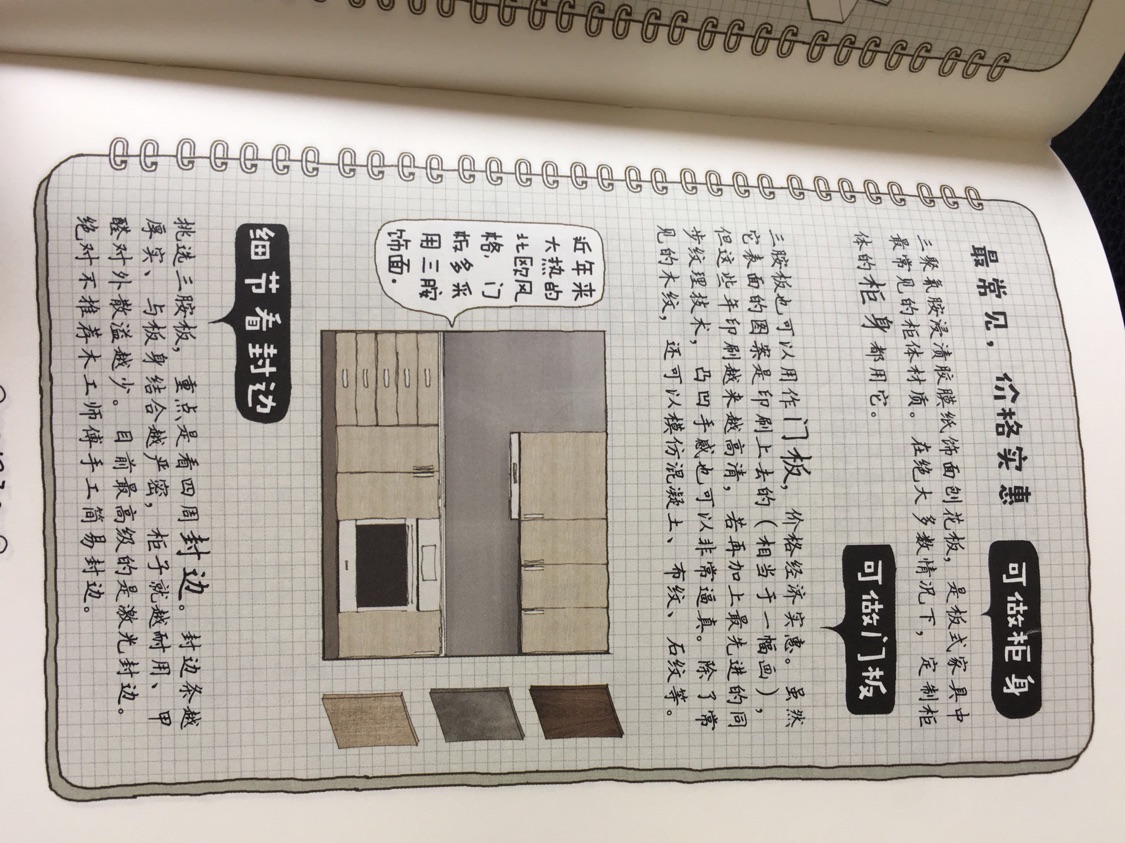 最常见，价格实惠
可做柜身
三聚氰胺浸渍胶膜纸饰面刨花板，是板式家具中
最常见的柜体材质。在绝大多数情况下，定制柜
体的柜身都用它。
可做门板
三胺板也可以用作门板，价格经济实惠。虽然
它表面的图案是印刷上去的（相当于一幅画），
但这些年印刷越来越高清，若再加上最先进的同
步纹理技术，凸凹手感也可以非常逼真。除了常
见的木纹，还可以模仿混凝土、布纹、石纹等。
近年来
大热的
北欧风
格，门
板多采
用三胺
饰面。
细节看封边
挑选三胺板，重点是看四周封边。封边条越
厚实、与板身结合越严密，柜子就越耐用、甲
醛对外散溢越少。目前最高级的是激光封边。
绝对不推荐木工师傅手工简易封边。